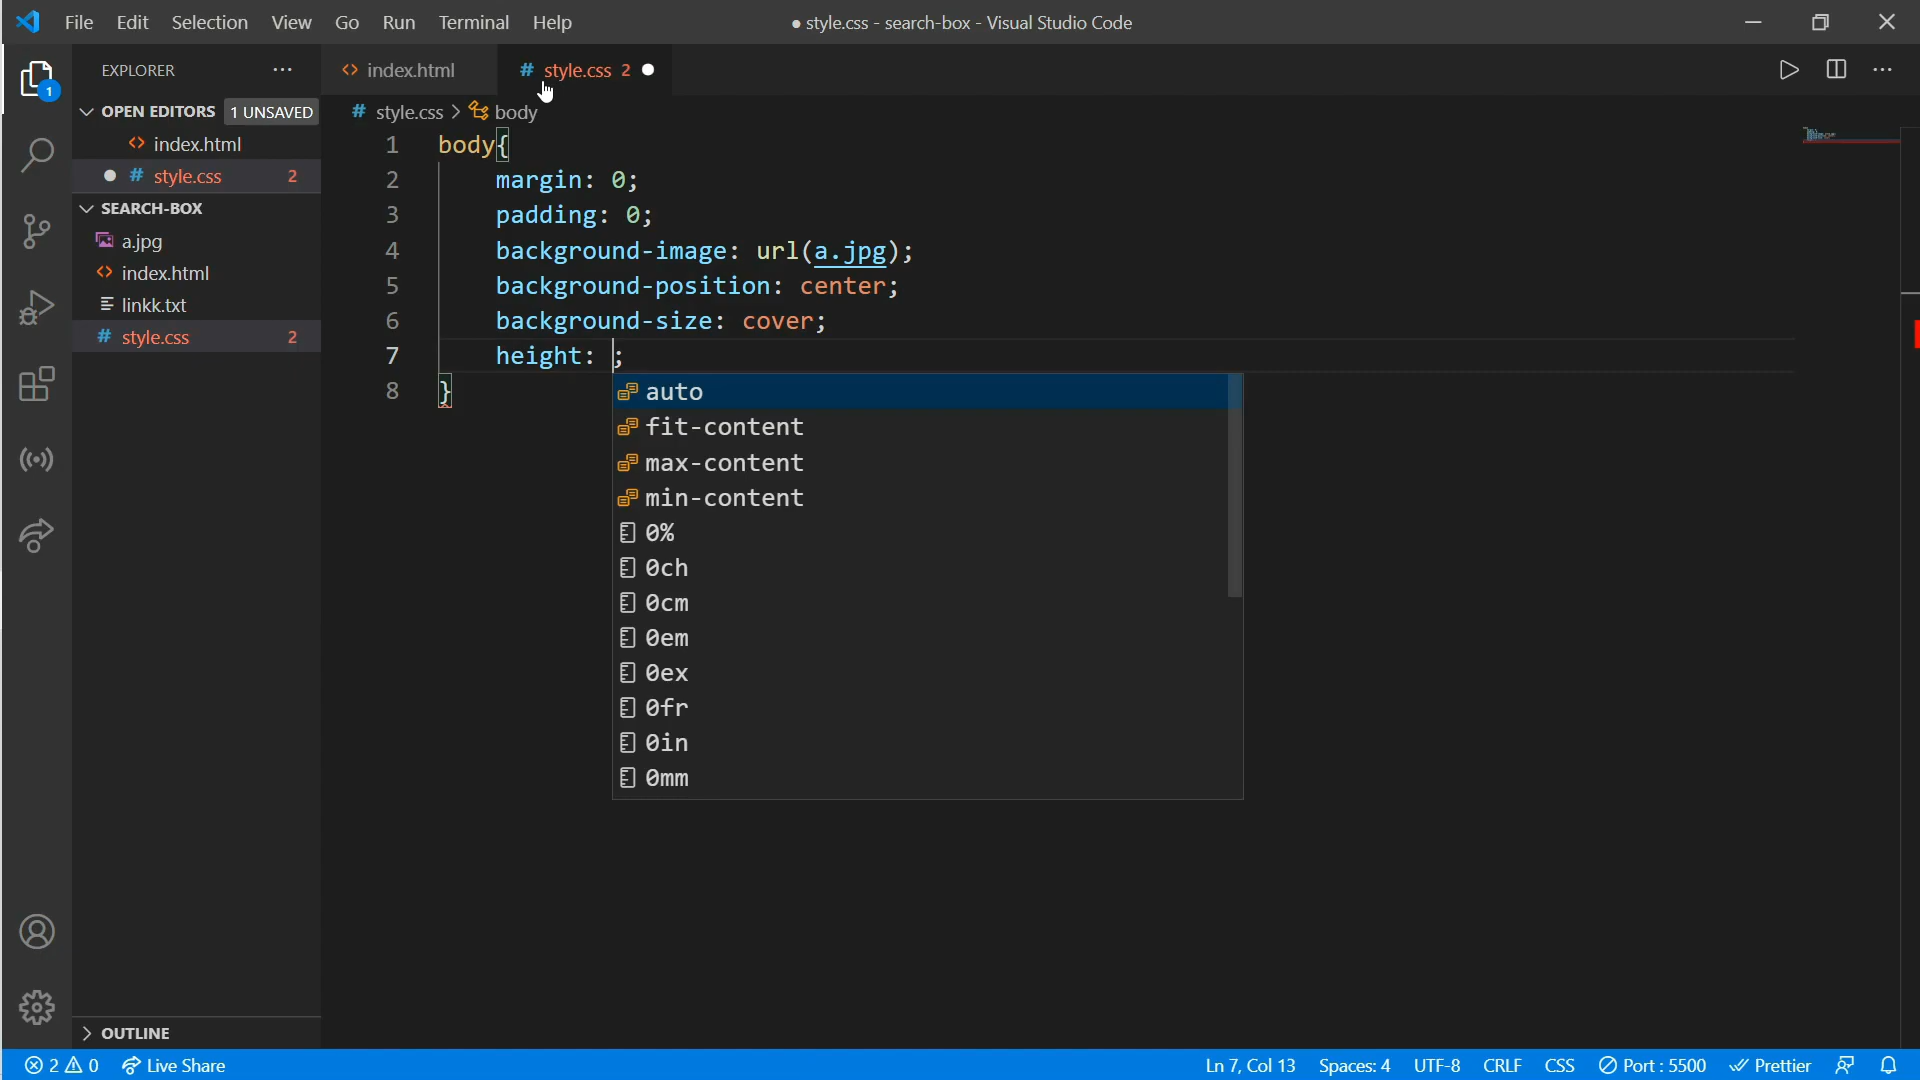 File Edit Selection View Go Run Terminal Help
● style.css - search-box - Visual Studio Code
EXPLORER ...
index.html
# style.css 2 ●
OPEN EDITORS 1 UNSAVED
index.html
● # style.css 2
SEARCH-BOX
a.jpg
index.html
linkk.txt
# style.css 2
OUTLINE
1
# style.css > body
1 body{
2 margin: 0;
3 padding: 0;
4 background-image: url(a.jpg);
5 background-position: center;
6 background-size: cover;
7 height: ;
8 }
auto
fit-content
max-content
min-content
0%
0ch
0cm
0em
0ex
0fr
0in
0mm
2 0 Live Share
Ln 7, Col 13 Spaces: 4 UTF-8 CRLF CSS Port : 5500 Prettier